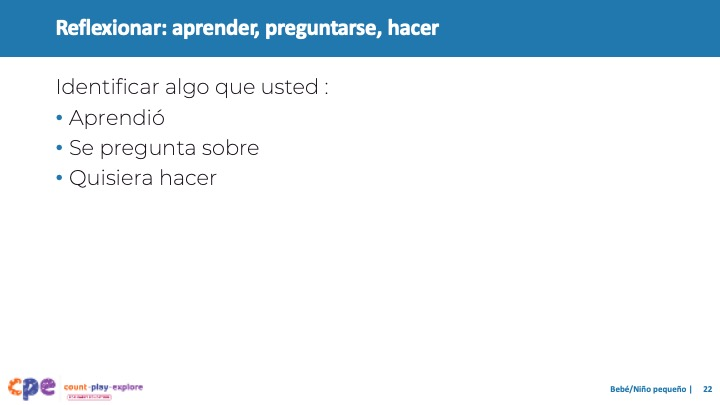 Reflexionar: aprender, preguntarse, hacer
Identificar algo que usted :
• Aprendió
• Se pregunta sobre
• Quisiera hacer
cpe count-play-explore
Bebé/Niño pequeño | 22